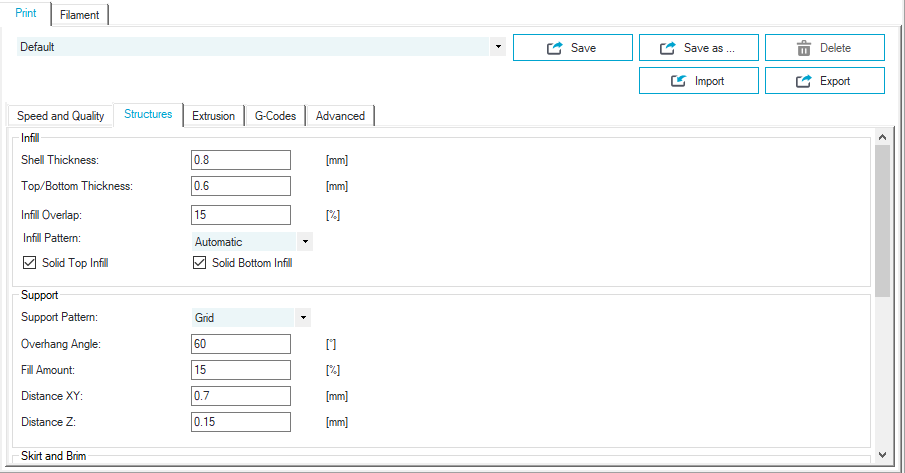 Print Filament
Default Save Save as ... Delete
Import Export
Speed and Quality Structures Extrusion G-Codes Advanced
Infill
Shell Thickness: 0.8 [mm]
Top/Bottom Thickness: 0.6 [mm]
Infill Overlap: 15 [%]
Infill Pattern: Automatic
Solid Top Infill Solid Bottom Infill
Support
Support Pattern: Grid
Overhang Angle: 60 [°]
Fill Amount: 15 [%]
Distance XY: 0.7 [mm]
Distance Z: 0.15 [mm]
Skirt and Brim